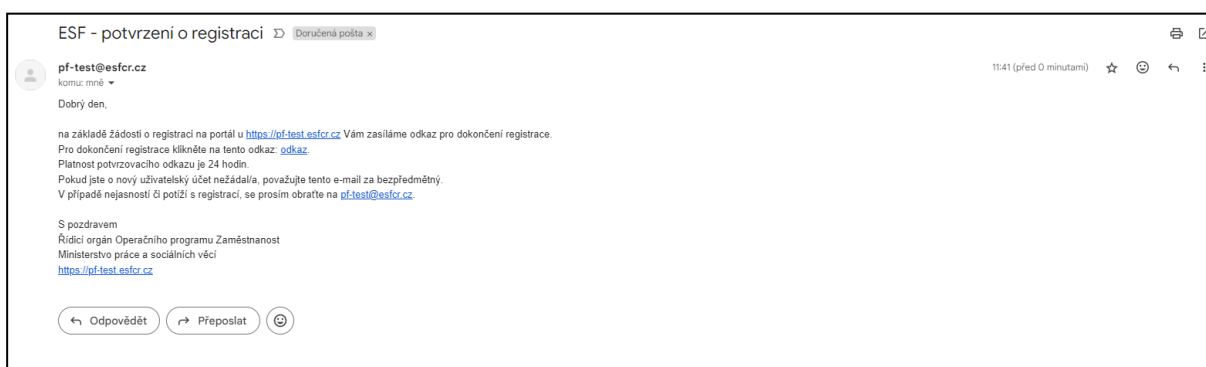 ESF - potvrzení o registraci Doručená pošta ×
pf-test@esfcr.cz 11:41 (před 0 minutami)
komu: mně
Dobrý den,
na základě žádosti o registraci na portál u https://pf-test.esfcr.cz Vám zasíláme odkaz pro dokončení registrace.
Pro dokončení registrace klikněte na tento odkaz: odkaz.
Platnost potvrzovacího odkazu je 24 hodin.
Pokud jste o nový uživatelský účet nežádal/a, považujte tento e-mail za bezpředmětný.
V případě nejasností či potíží s registrací, se prosím obraťte na pf-test@esfcr.cz.
S pozdravem
Řídicí orgán Operačního programu Zaměstnanost
Ministerstvo práce a sociálních věcí
https://pf-test.esfcr.cz
Odpovědět Přeposlat